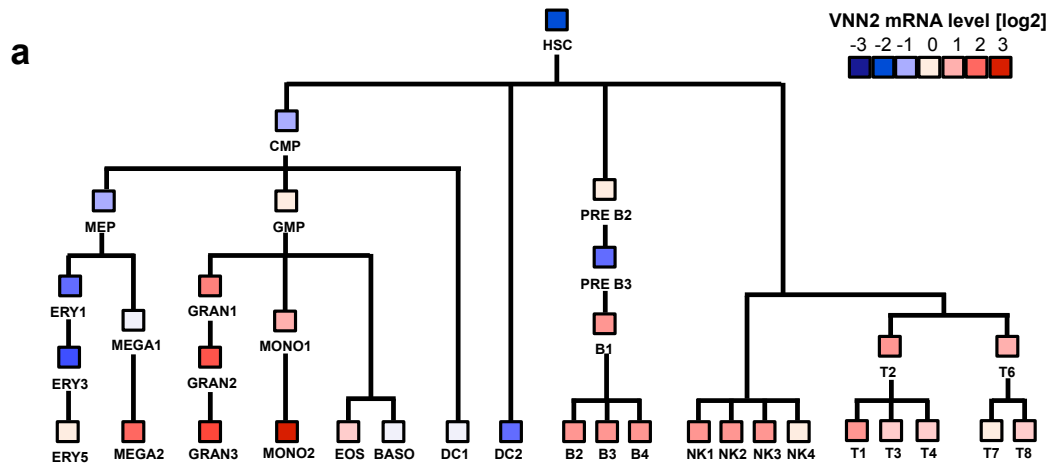 VNN2 mRNA level [log2]
-3 -2 -1 0 1 2 3
a
HSC
CMP
PRE B2
MEP GMP
PRE B3
ERY1 GRAN1
MEGA1 MONO1 B1
T2 T6
ERY3 GRAN2
ERY5 MEGA2 GRAN3 MONO2 EOS BASO DC1 DC2 B2 B3 B4 NK1 NK2 NK3 NK4 T1 T3 T4 T7 T8